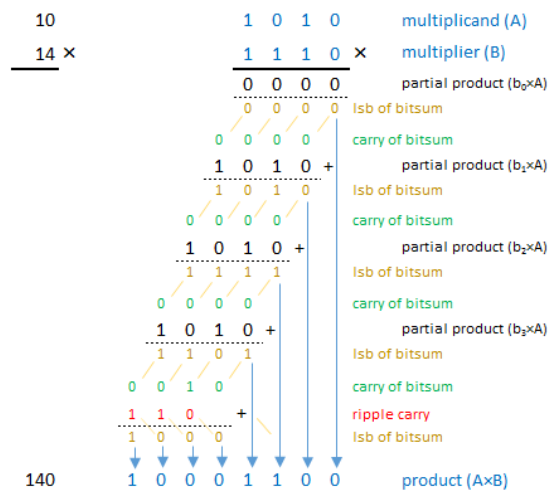 10 1 0 1 0 multiplicand (A)
14 × 1 1 1 0 × multiplier (B)
0 0 0 0 partial product (b₀×A)
0 0 0 0 lsb of bitsum
0 0 0 0 carry of bitsum
1 0 1 0 + partial product (b₁×A)
1 0 1 0 lsb of bitsum
0 0 0 0 carry of bitsum
1 0 1 0 + partial product (b₂×A)
1 1 1 1 lsb of bitsum
0 0 0 0 carry of bitsum
1 0 1 0 + partial product (b₃×A)
1 1 0 1 lsb of bitsum
0 0 1 0 carry of bitsum
1 1 0 + ripple carry
1 0 0 0 lsb of bitsum
140 1 0 0 0 1 1 0 0 product (A×B)